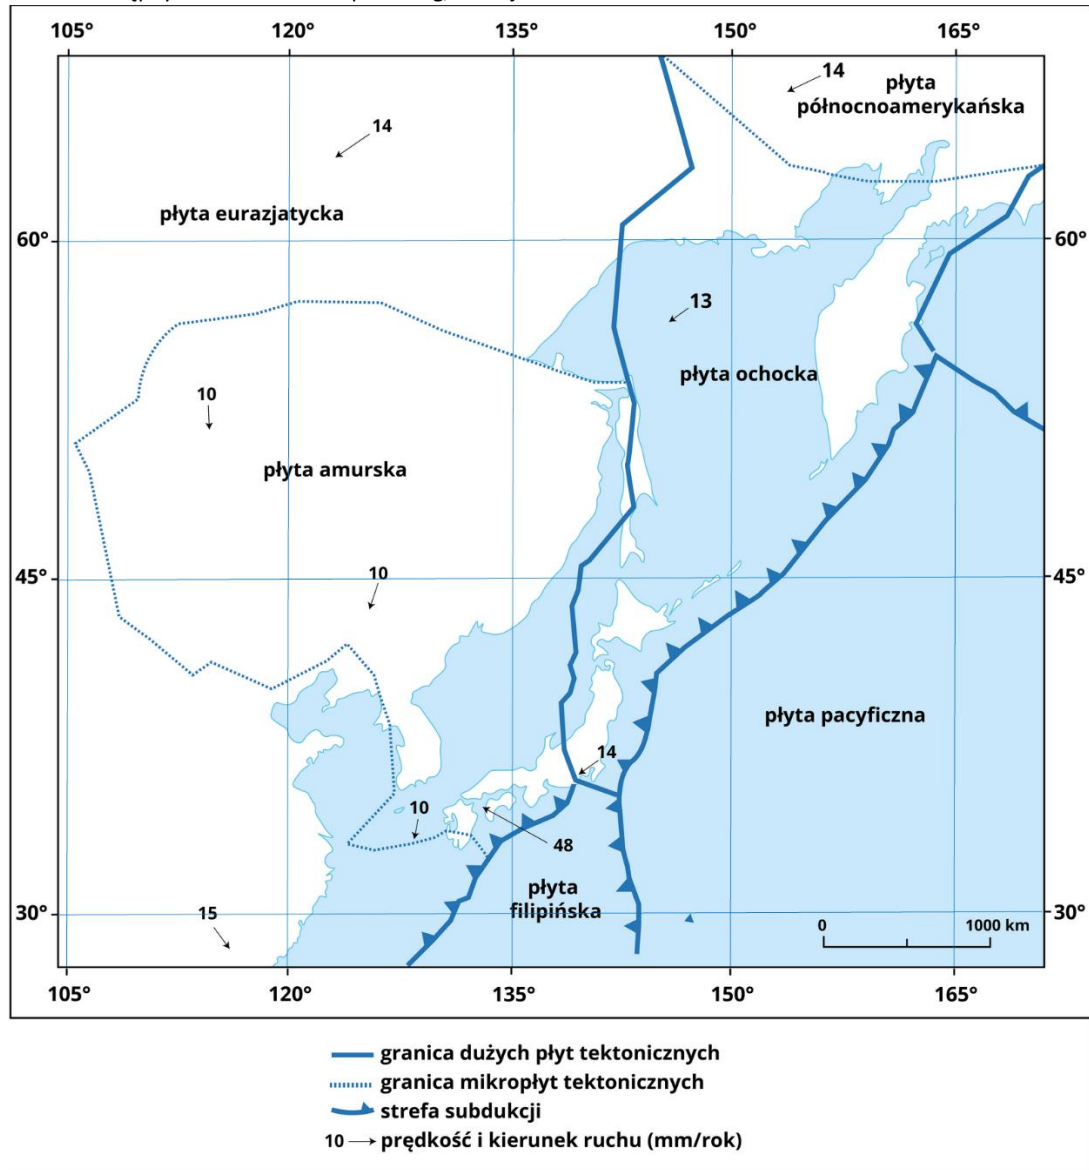 105° 120° 135° 150° 165°
14
płyta
północnoamerykańska
14
płyta eurazjatycka
60° 60°
13
płyta ochocka
10
płyta amurska
10
45° 45°
płyta pacyficzna
14
10
48
płyta
filipińska
15
30° 30°
0 1000 km
105° 120° 135° 150° 165°
granica dużych płyt tektonicznych
granica mikropłyt tektonicznych
strefa subdukcji
10 → prędkość i kierunek ruchu (mm/rok)